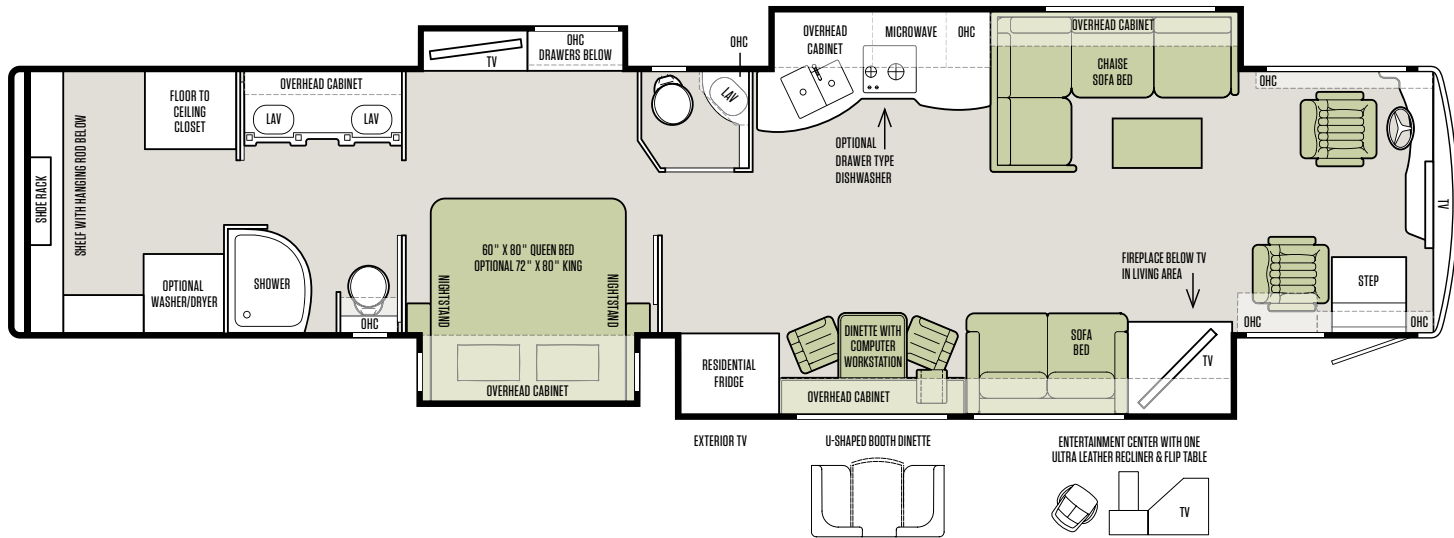 SHOE RACK
SHELF WITH HANGING ROD BELOW
FLOOR TO
CEILING
CLOSET
OVERHEAD CABINET
LAV
LAV
OPTIONAL
WASHER/DRYER
SHOWER
OHC
TV
OHC
DRAWERS BELOW
60" X 80" QUEEN BED
OPTIONAL 72" X 80" KING
NIGHTSTAND
NIGHTSTAND
OVERHEAD CABINET
OHC
LAV
OVERHEAD
CABINET
MICROWAVE
OHC
OPTIONAL
DRAWER TYPE
DISHWASHER
OVERHEAD CABINET
CHAISE
SOFA BED
OHC
TV
FIREPLACE BELOW TV
IN LIVING AREA
STEP
OHC
OHC
RESIDENTIAL
FRIDGE
DINETTE WITH
COMPUTER
WORKSTATION
OVERHEAD CABINET
SOFA
BED
TV
EXTERIOR TV
U-SHAPED BOOTH DINETTE
ENTERTAINMENT CENTER WITH ONE
ULTRA LEATHER RECLINER & FLIP TABLE
TV